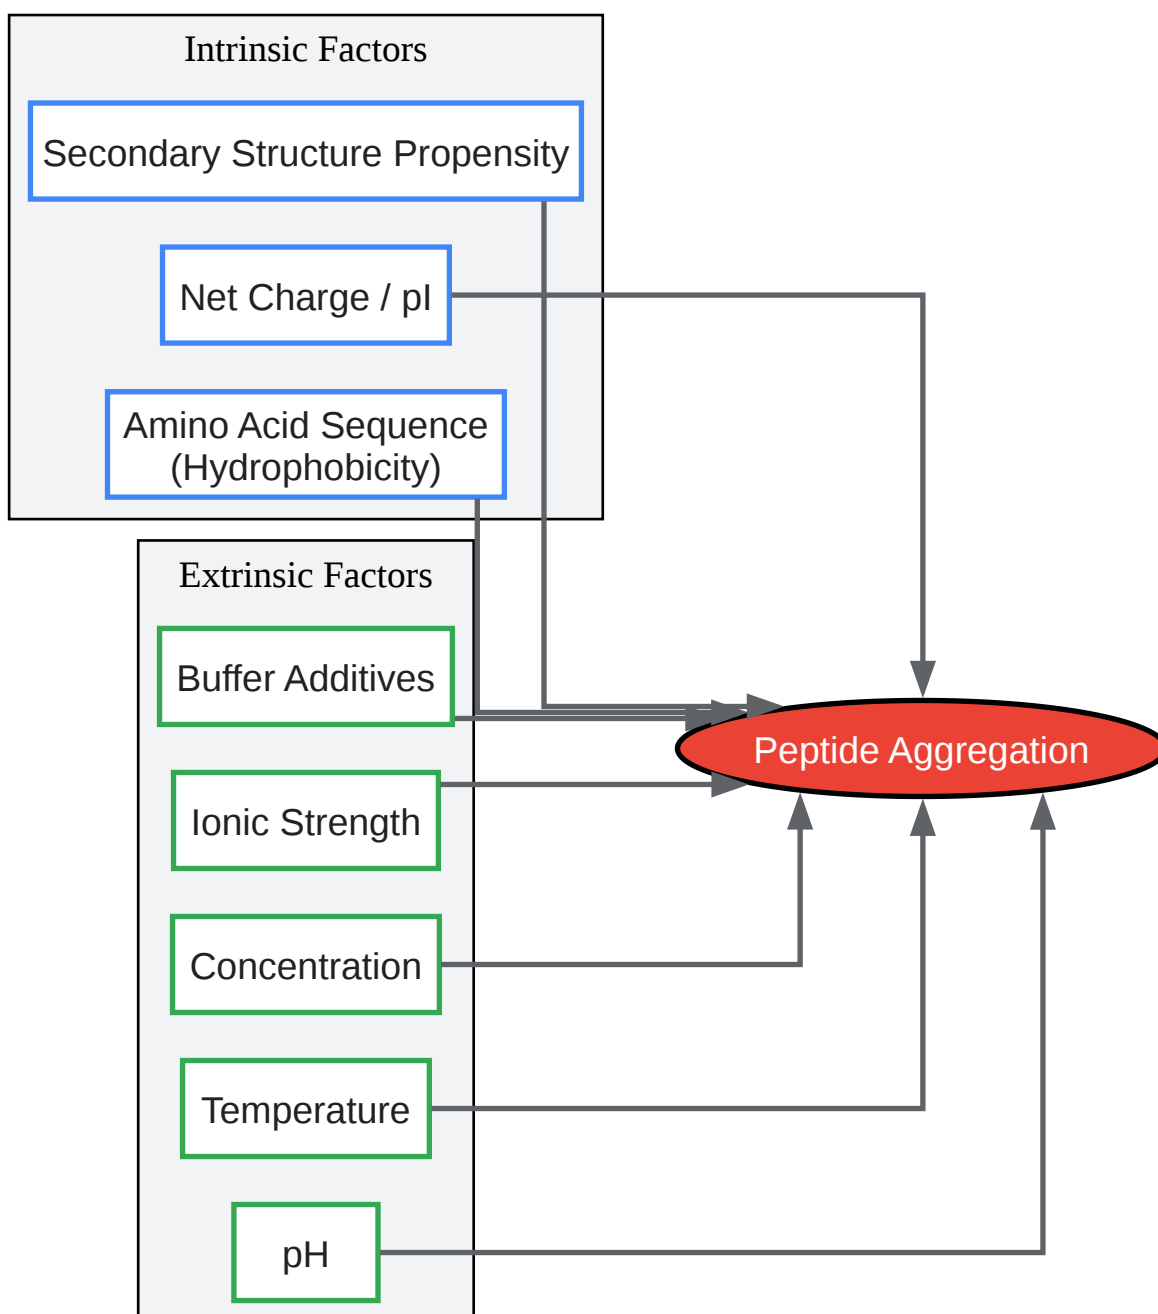 Intrinsic Factors
Secondary Structure Propensity
Net Charge / pI
Amino Acid Sequence
(Hydrophobicity)
Extrinsic Factors
Buffer Additives
Ionic Strength
Concentration
Temperature
pH
Peptide Aggregation